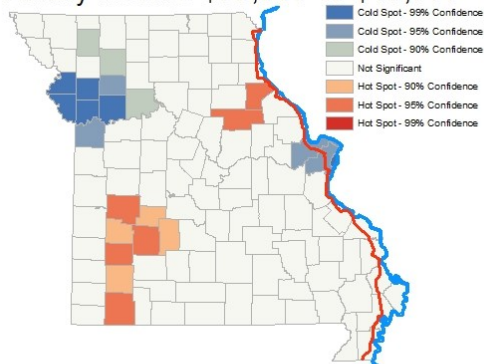 Cold Spot - 99% Confidence
Cold Spot - 95% Confidence
Cold Spot - 90% Confidence
Not Significant
Hot Spot - 90% Confidence
Hot Spot - 95% Confidence
Hot Spot - 99% Confidence